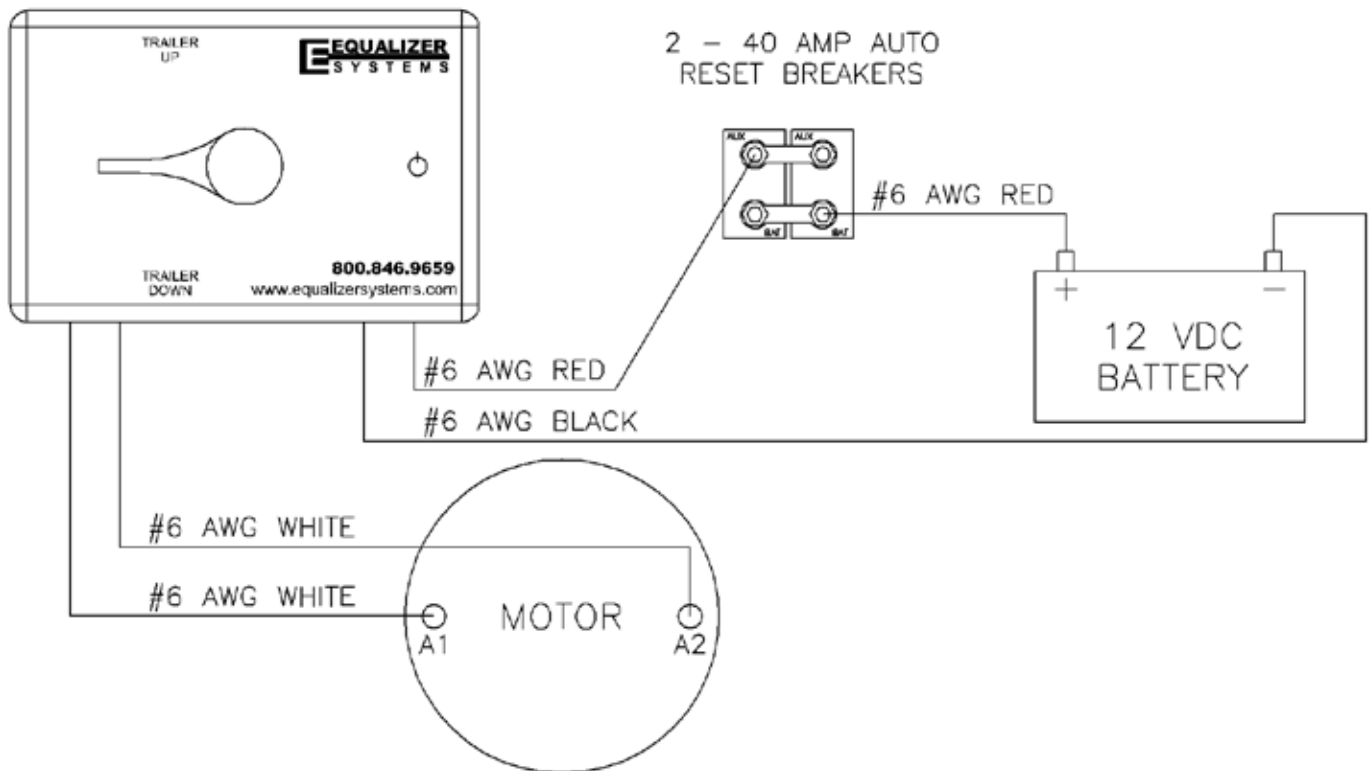 TRAILER
UP
EQUALIZER
SYSTEMS
TRAILER
DOWN
800.846.9659
www.equalizersystems.com
2 - 40 AMP AUTO
RESET BREAKERS
AUX
AUX
BAT
BAT
#6 AWG RED
+
-
12 VDC
BATTERY
#6 AWG RED
#6 AWG BLACK
#6 AWG WHITE
#6 AWG WHITE
MOTOR
A1
A2